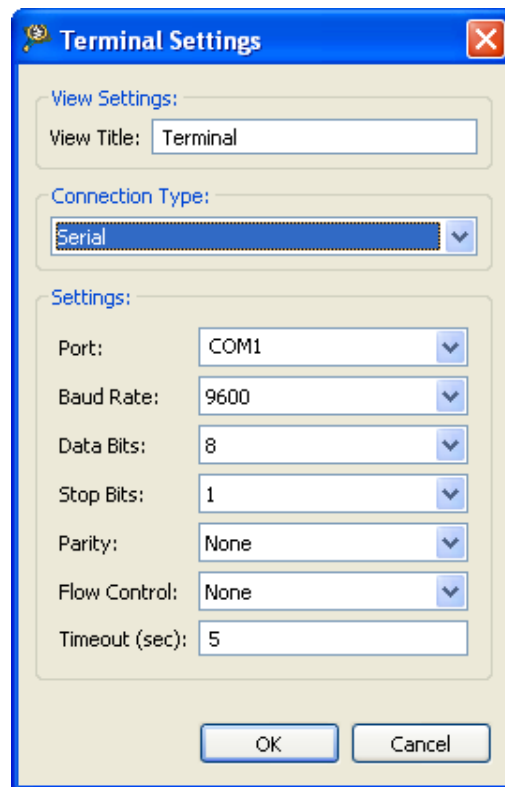 Terminal Settings
View Settings:
View Title: Terminal
Connection Type:
Serial
Settings:
Port: COM1
Baud Rate: 9600
Data Bits: 8
Stop Bits: 1
Parity: None
Flow Control: None
Timeout (sec): 5
OK Cancel